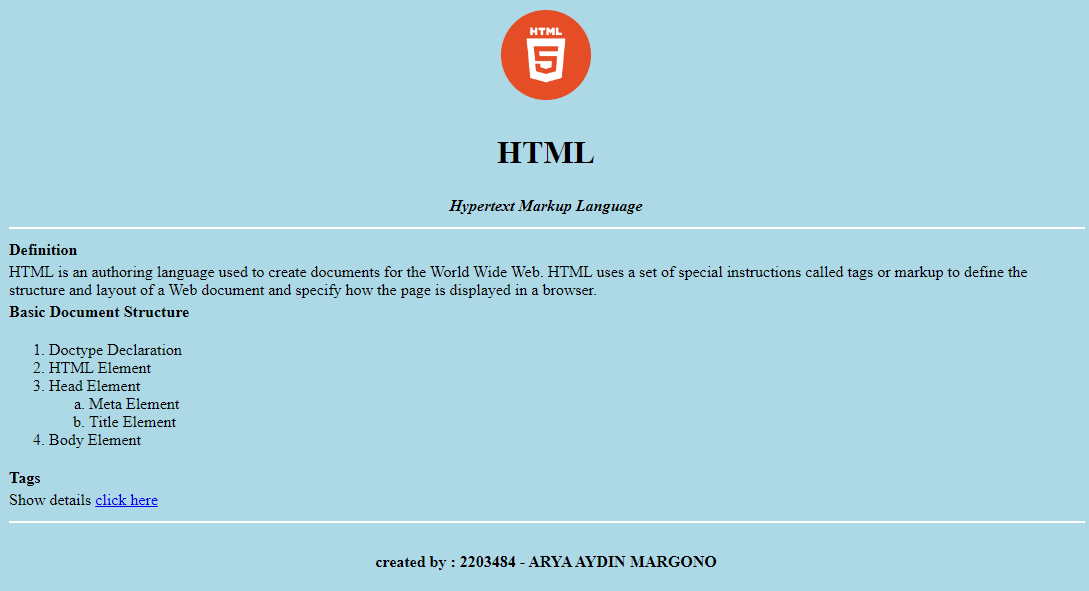 HTML
5
HTML
Hypertext Markup Language
Definition
HTML is an authoring language used to create documents for the World Wide Web. HTML uses a set of special instructions called tags or markup to define the
structure and layout of a Web document and specify how the page is displayed in a browser.
Basic Document Structure
1. Doctype Declaration
2. HTML Element
3. Head Element
a. Meta Element
b. Title Element
4. Body Element
Tags
Show details click here
created by : 2203484 - ARYA AYDIN MARGONO